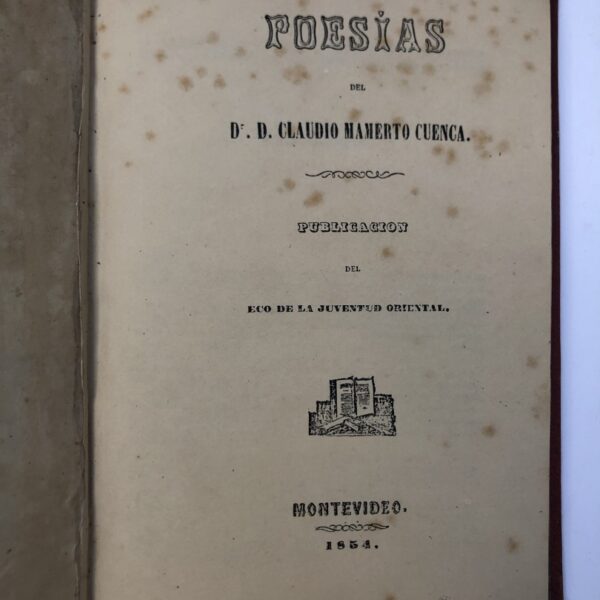 POESÍAS
DEL
Dr. D. CLAUDIO MAMERTO CUENCA.
PUBLICACION
DEL
ECO DE LA JUVENTUD ORIENTAL.
MONTEVIDEO.
1854.